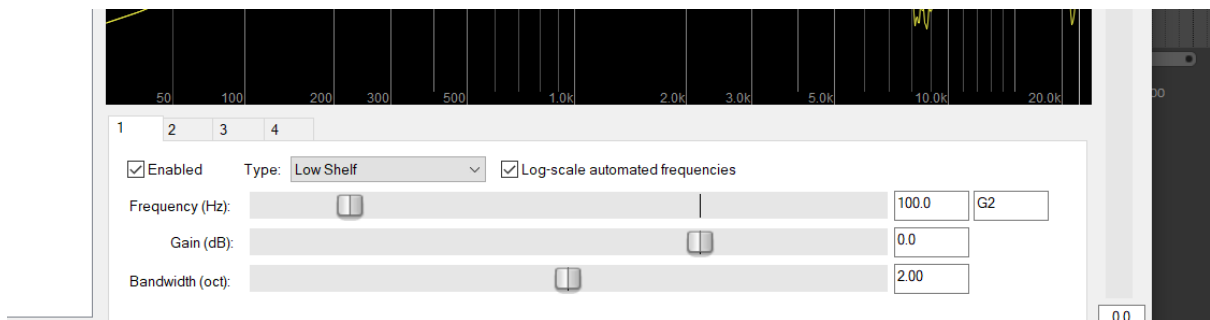 50 100 200 300 500 1.0k 2.0k 3.0k 5.0k 10.0k 20.0k
1 2 3 4
Enabled Type: Low Shelf Log-scale automated frequencies
Frequency (Hz): 100.0 G2
Gain (dB): 0.0
Bandwidth (oct): 2.00
0.0